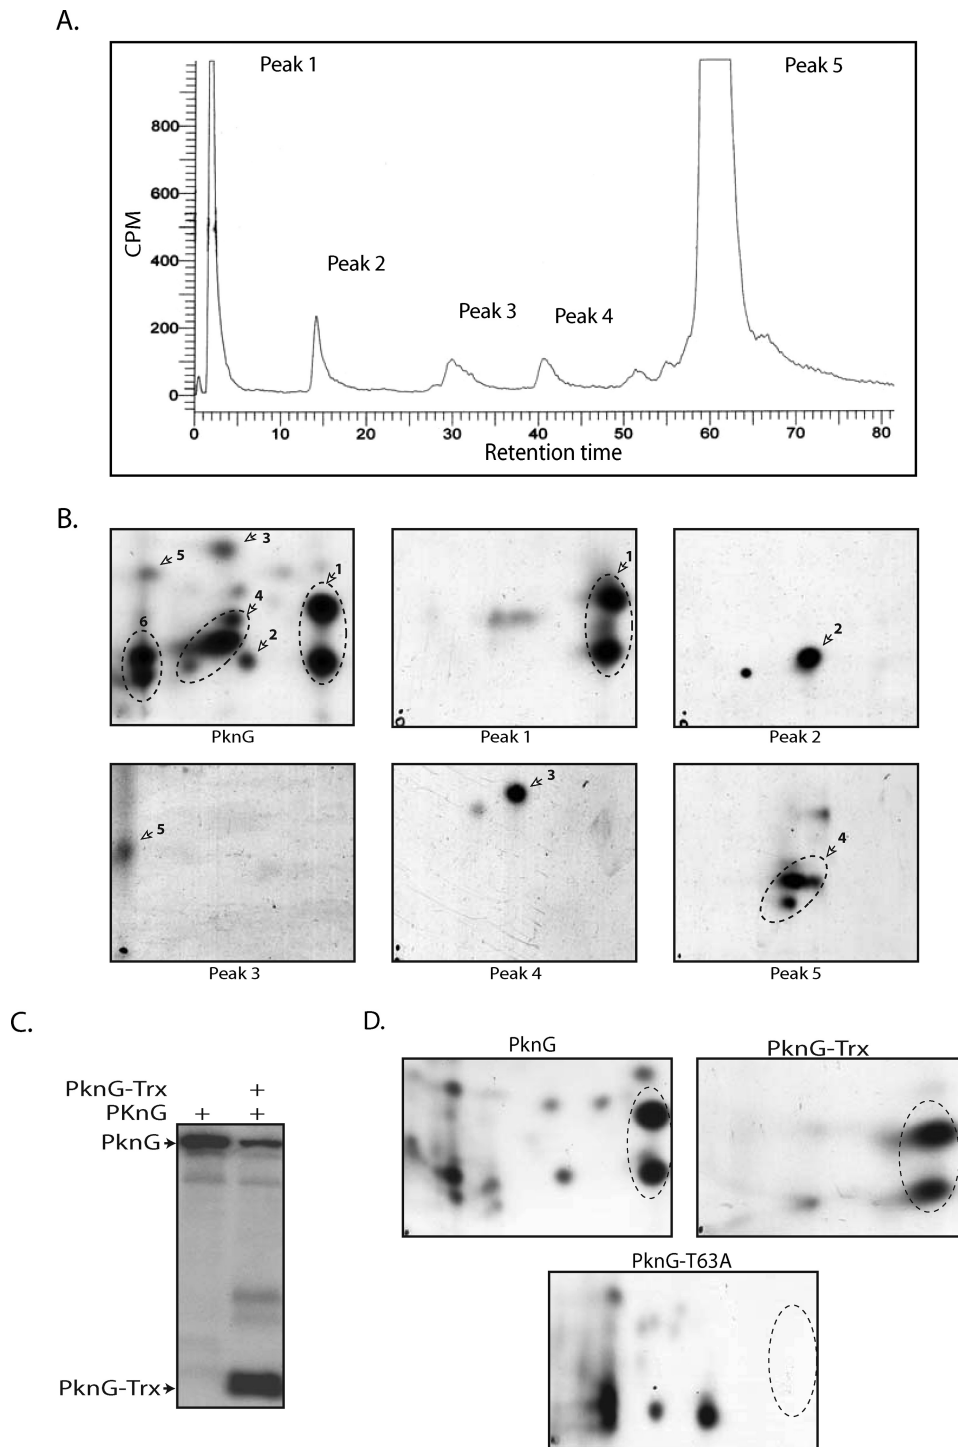 A.
Peak 1
Peak 5
800
600
400
200
0
CPM
Peak 2
Peak 3
Peak 4
0 10 20 30 40 50 60 70 80
Retention time
B.
5
3
4
1
6
2
PknG
1
Peak 1
2
Peak 2
5
Peak 3
3
Peak 4
4
Peak 5
C.
PknG-Trx +
PKnG + +
PknG
PknG-Trx
D.
PknG
PknG-Trx
PknG-T63A